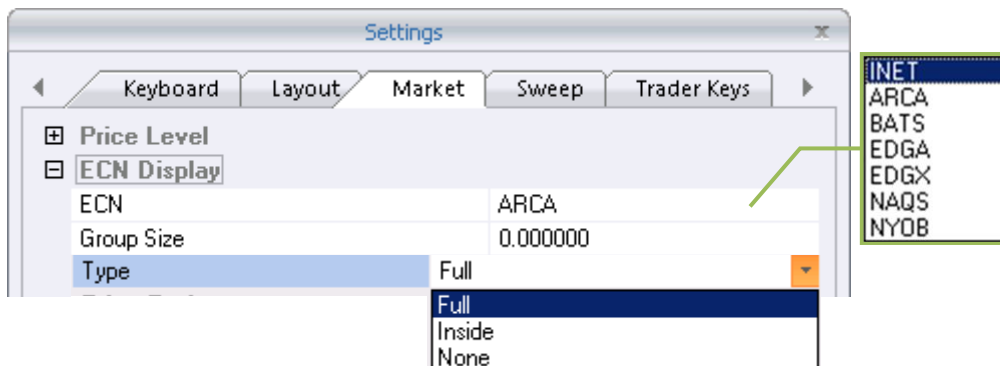 Settings
Keyboard Layout Market Sweep Trader Keys
Price Level
ECN Display
ECN ARCA
Group Size 0.000000
Type Full
Full
Inside
None
INET
ARCA
BATS
EDGA
EDGX
NAQS
NYOB